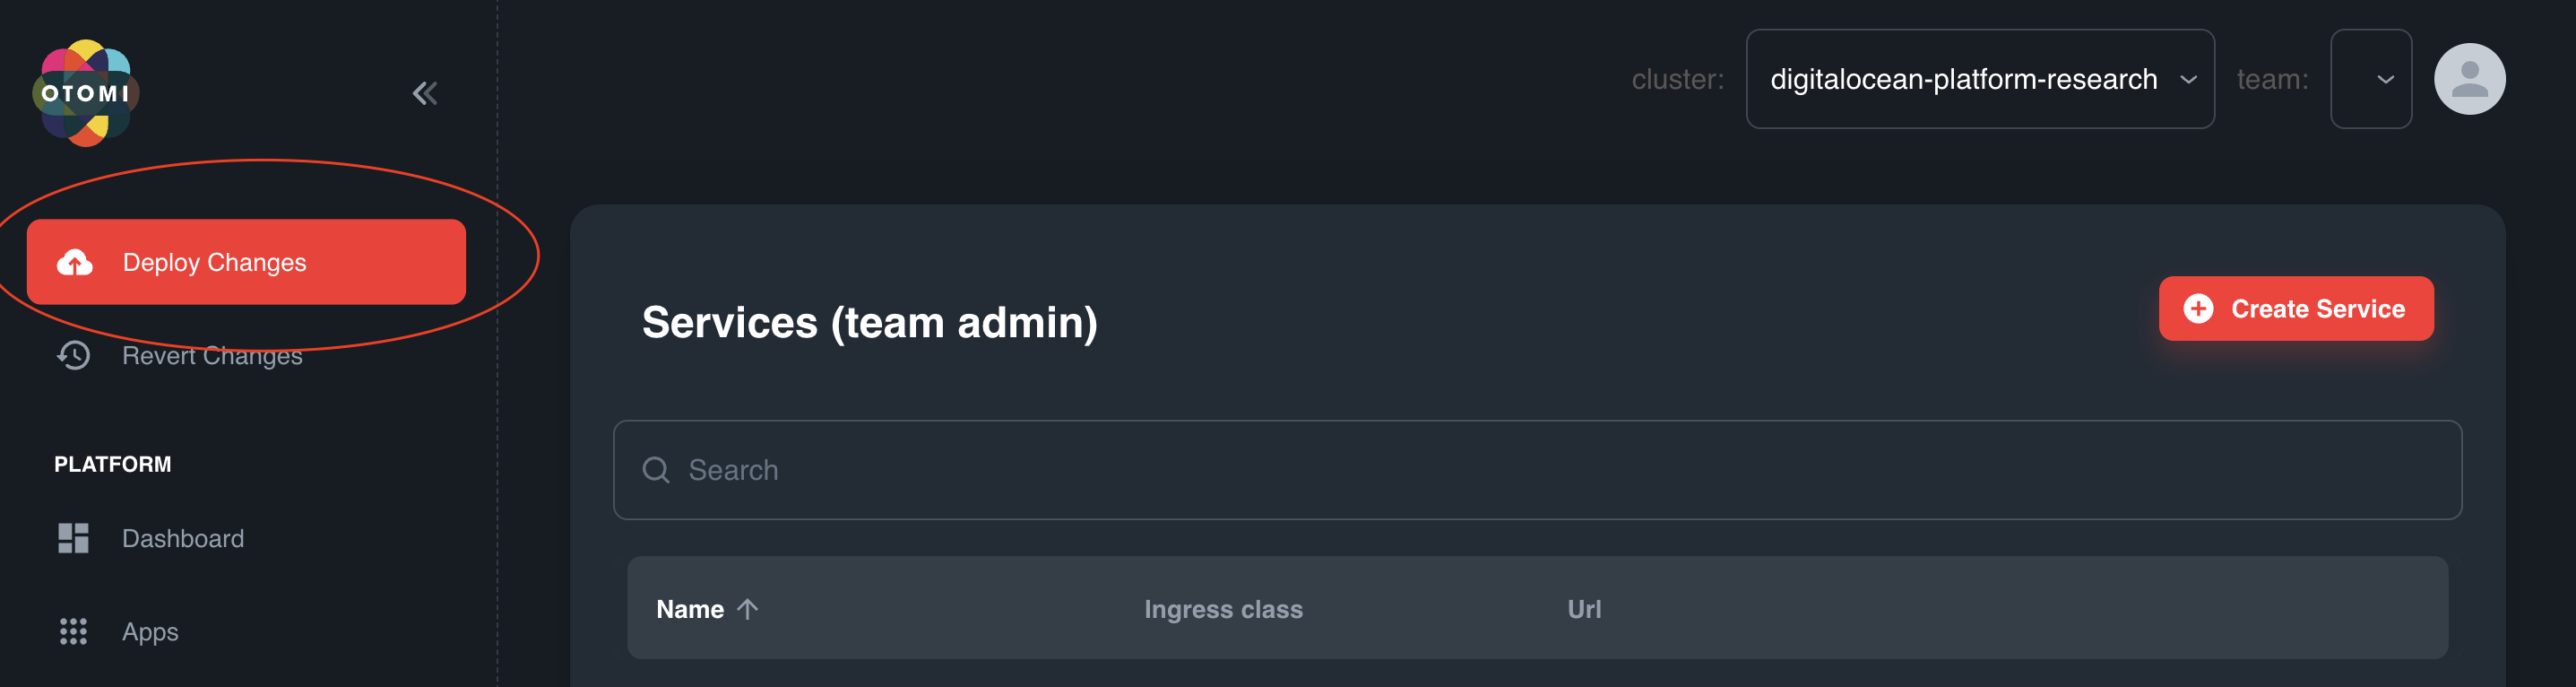 OTOMI
cluster: digitalocean-platform-research team:
Deploy Changes
Revert Changes
PLATFORM
Dashboard
Apps
Services (team admin)
Create Service
Search
Name Ingress class Url